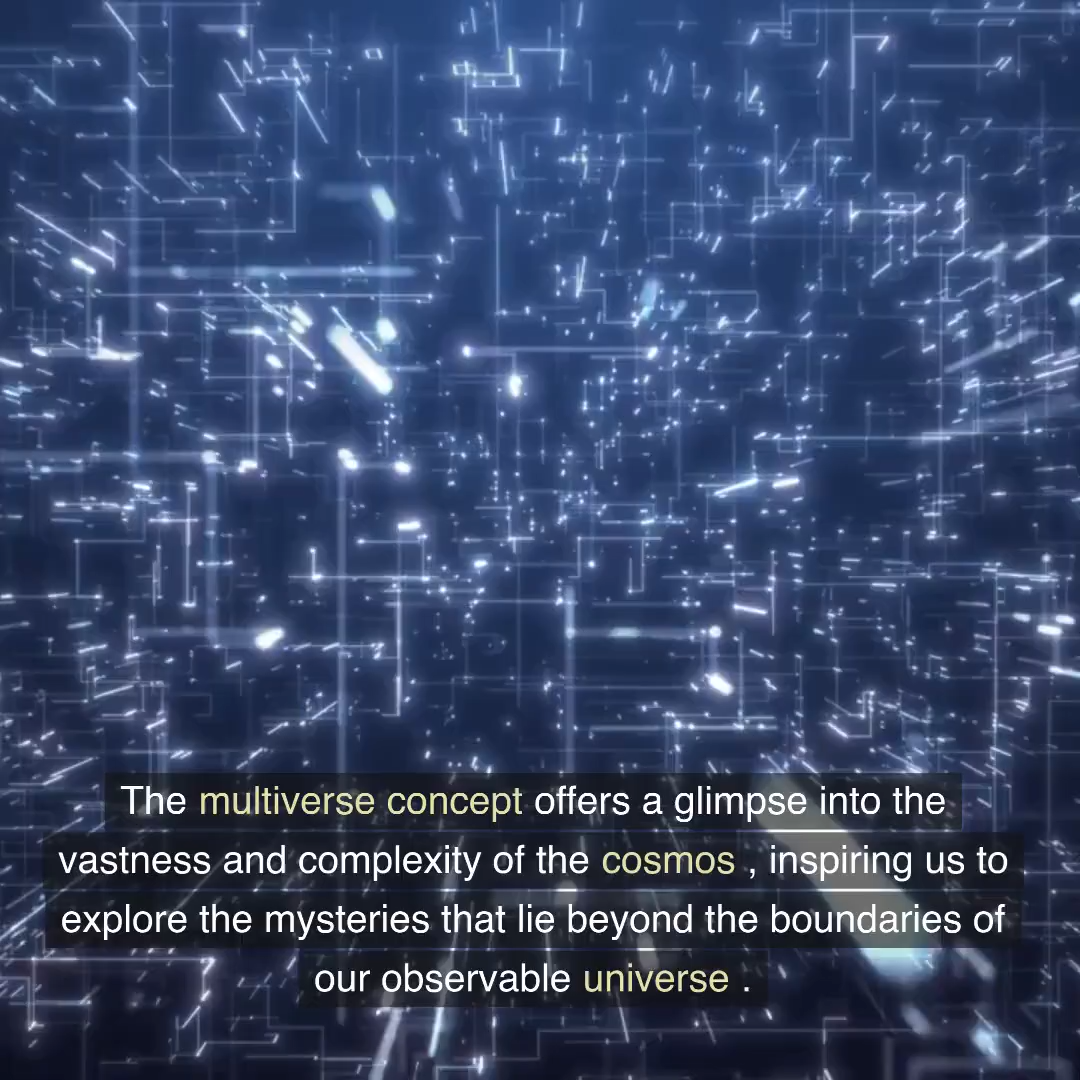 The multiverse concept offers a glimpse into the
vastness and complexity of the cosmos , inspiring us to
explore the mysteries that lie beyond the boundaries of
our observable universe .